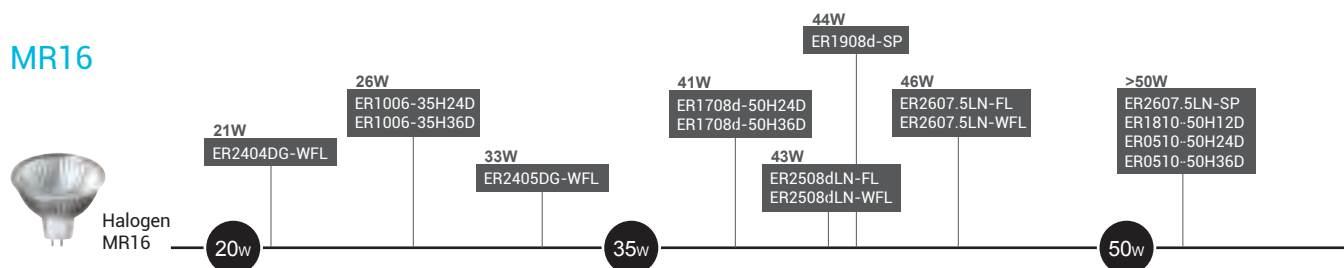 MR16
21W
ER2404DG-WFL
26W
ER1006-35H24D
ER1006-35H36D
33W
ER2405DG-WFL
41W
ER1708d-50H24D
ER1708d-50H36D
43W
ER2508dLN-FL
ER2508dLN-WFL
44W
ER1908d-SP
46W
ER2607.5LN-FL
ER2607.5LN-WFL
>50W
ER2607.5LN-SP
ER1810-50H12D
ER0510-50H24D
ER0510-50H36D
Halogen
MR16
20W
35W
50W